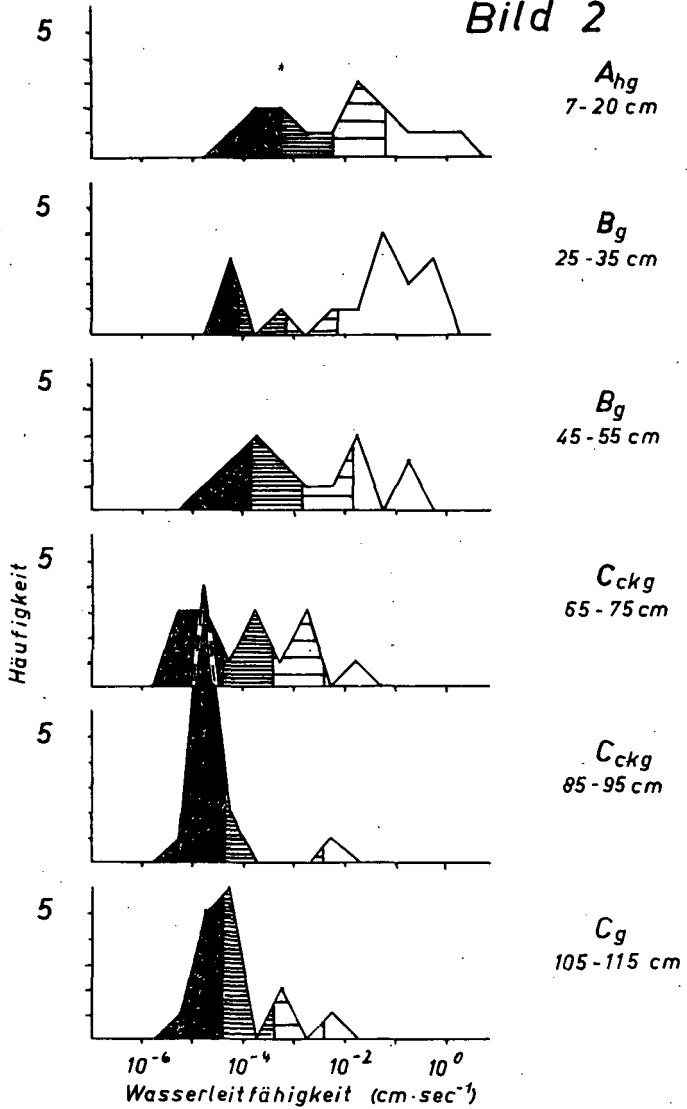 Bild 2
5
A_hg
7-20 cm
5
B_g
25-35 cm
5
B_g
45-55 cm
Häufigkeit
5
C_ckg
65-75 cm
5
C_ckg
85-95 cm
5
C_g
105-115 cm
10^-6 10^-4 10^-2 10^0
Wasserleitfähigkeit (cm·sec^-1)